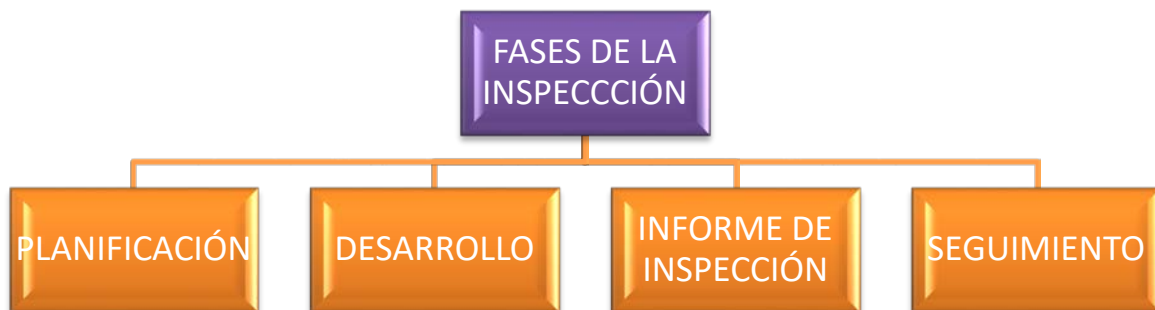 FASES DE LA
INSPECCCIÓN
PLANIFICACIÓN
DESARROLLO
INFORME DE
INSPECCIÓN
SEGUIMIENTO